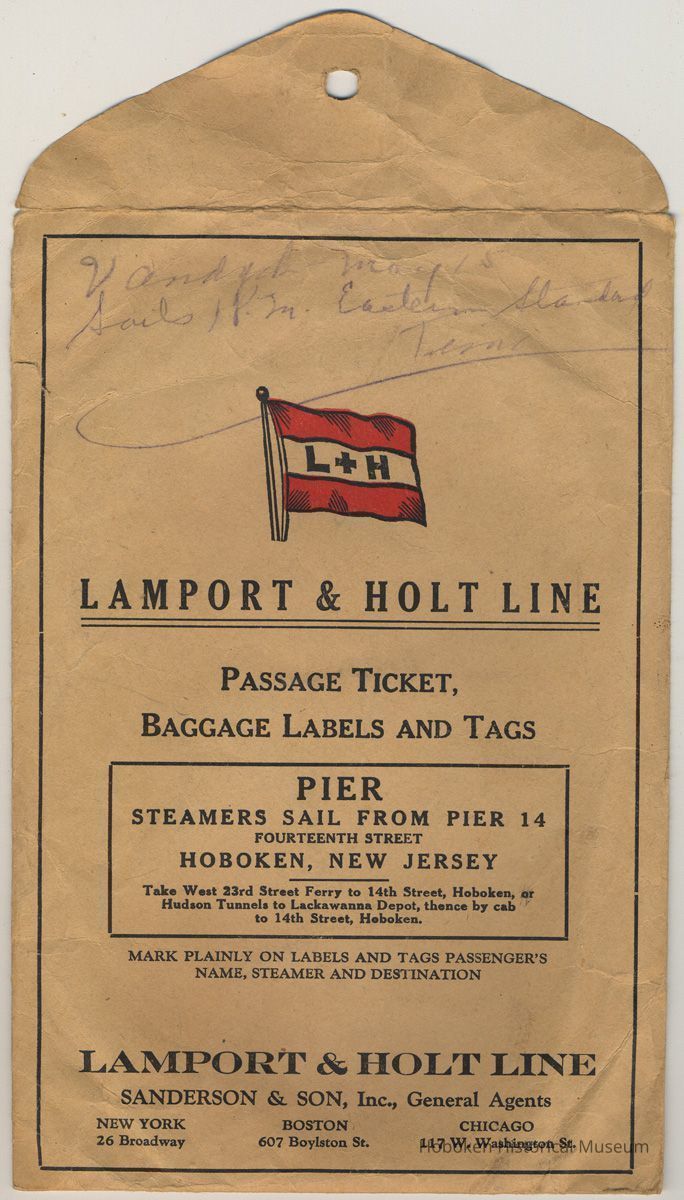 Vandyck May 15
Sails 1 P.M. Eastern Standard
Time
L+H
LAMPORT & HOLT LINE
PASSAGE TICKET,
BAGGAGE LABELS AND TAGS
PIER
STEAMERS SAIL FROM PIER 14
FOURTEENTH STREET
HOBOKEN, NEW JERSEY
Take West 23rd Street Ferry to 14th Street, Hoboken, or
Hudson Tunnels to Lackawanna Depot, thence by cab
to 14th Street, Hoboken.
MARK PLAINLY ON LABELS AND TAGS PASSENGER'S
NAME, STEAMER AND DESTINATION
LAMPORT & HOLT LINE
SANDERSON & SON, Inc., General Agents
NEW YORK BOSTON CHICAGO
26 Broadway 607 Boylston St. 117 W. Washington St.
Hoboken Historical Museum